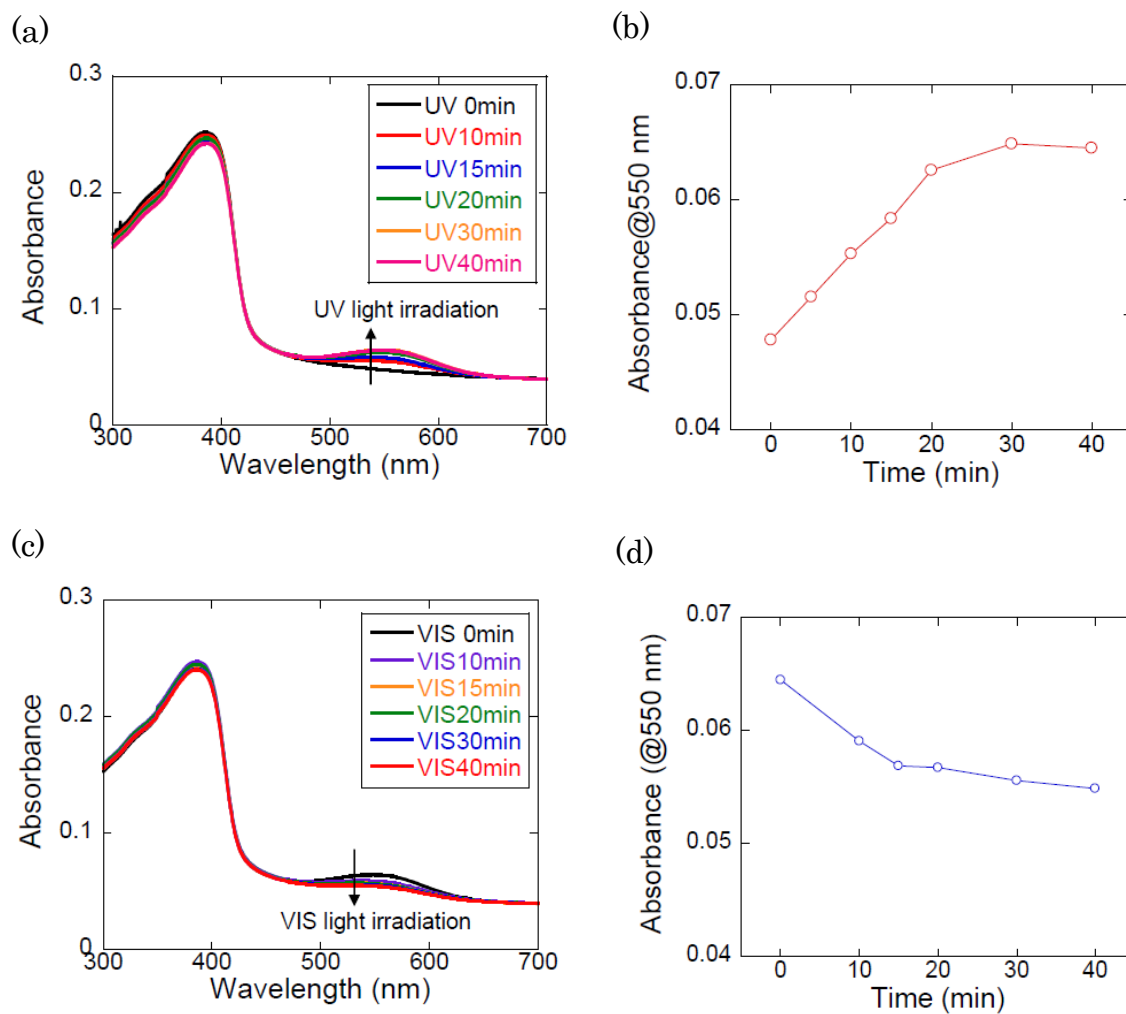 (a)
Absorbance
0.3
0.2
0.1
0
300
400
500
600
700
Wavelength (nm)
UV 0min
UV10min
UV15min
UV20min
UV30min
UV40min
UV light irradiation
(b)
Absorbance@550 nm
0.07
0.06
0.05
0.04
0
10
20
30
40
Time (min)
(c)
Absorbance
0.3
0.2
0.1
0
300
400
500
600
700
Wavelength (nm)
VIS 0min
VIS10min
VIS15min
VIS20min
VIS30min
VIS40min
VIS light irradiation
(d)
Absorbance (@550 nm)
0.07
0.06
0.05
0.04
0
10
20
30
40
Time (min)